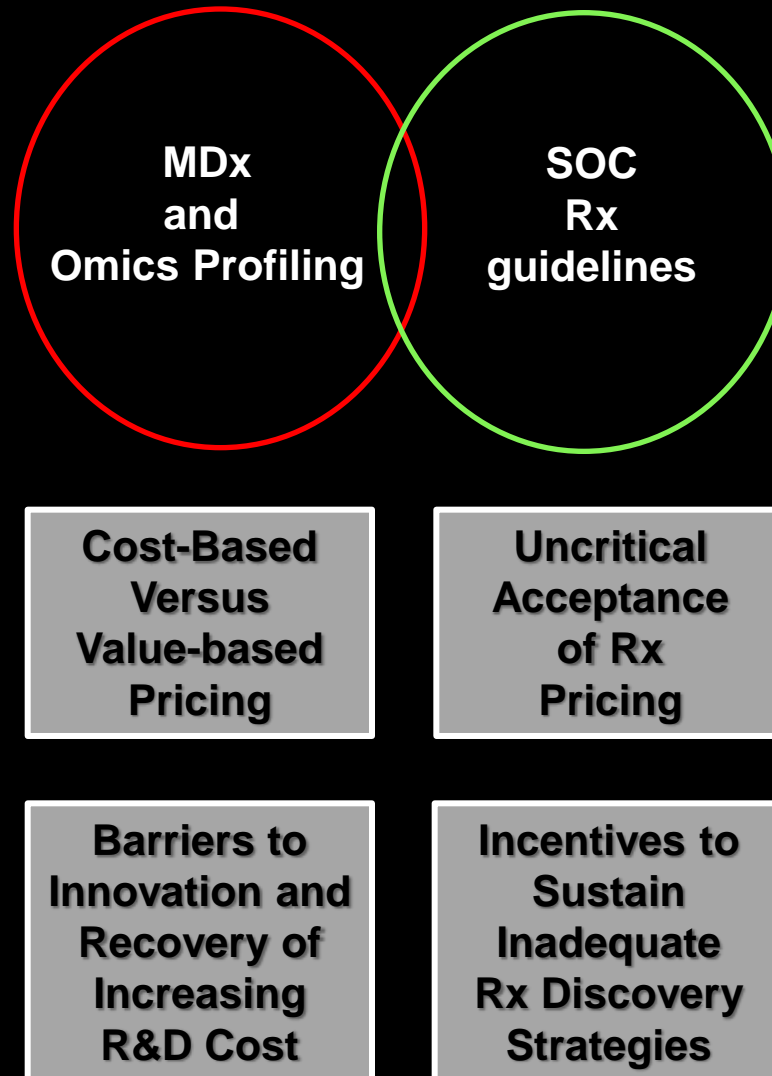 MDx
and
Omics Profiling
SOC
Rx
guidelines
Cost-Based
Versus
Value-based
Pricing
Uncritical
Acceptance
of Rx
Pricing
Barriers to
Innovation and
Recovery of
Increasing
R&D Cost
Incentives to
Sustain
Inadequate
Rx Discovery
Strategies